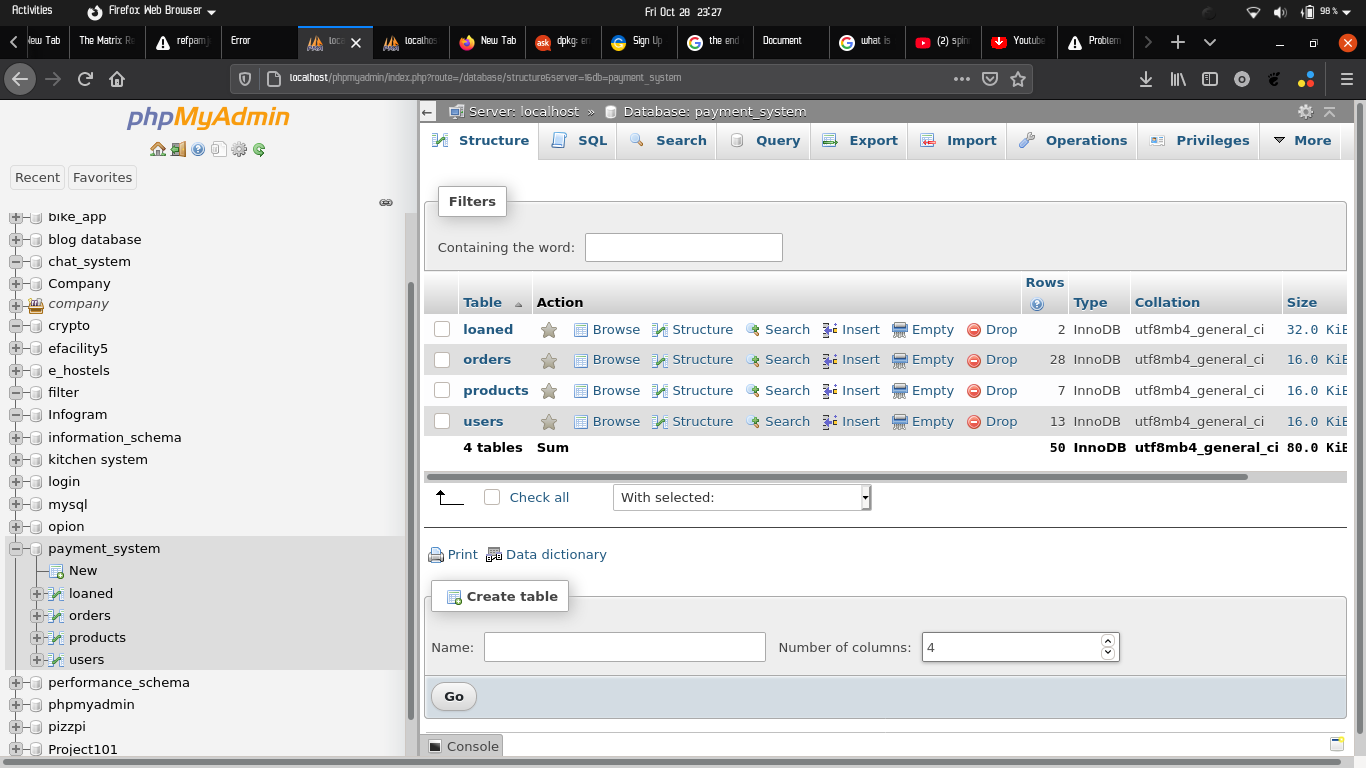 Activities Firefox Web Browser Fri Oct 28 23:27 98 %
New Tab The Matrix: Re refpam. Error loca localhos New Tab dpkg: er Sign Up the end Document what is (2) spin Youtube Problem
localhost/phpmyadmin/index.php?route=/database/structure&server=1&db=payment_system
phpMyAdmin
Recent Favorites
bike_app
blog database
chat_system
Company
company
crypto
efacility5
e_hostels
filter
Infogram
information_schema
kitchen system
login
mysql
opion
payment_system
New
loaned
orders
products
users
performance_schema
phpmyadmin
pizzpi
Project101
Server: localhost » Database: payment_system
Structure SQL Search Query Export Import Operations Privileges More
Filters
Containing the word:
Table Action Rows Type Collation Size
loaned Browse Structure Search Insert Empty Drop 2 InnoDB utf8mb4_general_ci 32.0 KiB
orders Browse Structure Search Insert Empty Drop 28 InnoDB utf8mb4_general_ci 16.0 KiB
products Browse Structure Search Insert Empty Drop 7 InnoDB utf8mb4_general_ci 16.0 KiB
users Browse Structure Search Insert Empty Drop 13 InnoDB utf8mb4_general_ci 16.0 KiB
4 tables Sum 50 InnoDB utf8mb4_general_ci 80.0 KiB
Check all With selected:
Print Data dictionary
Create table
Name: Number of columns: 4
Go
Console